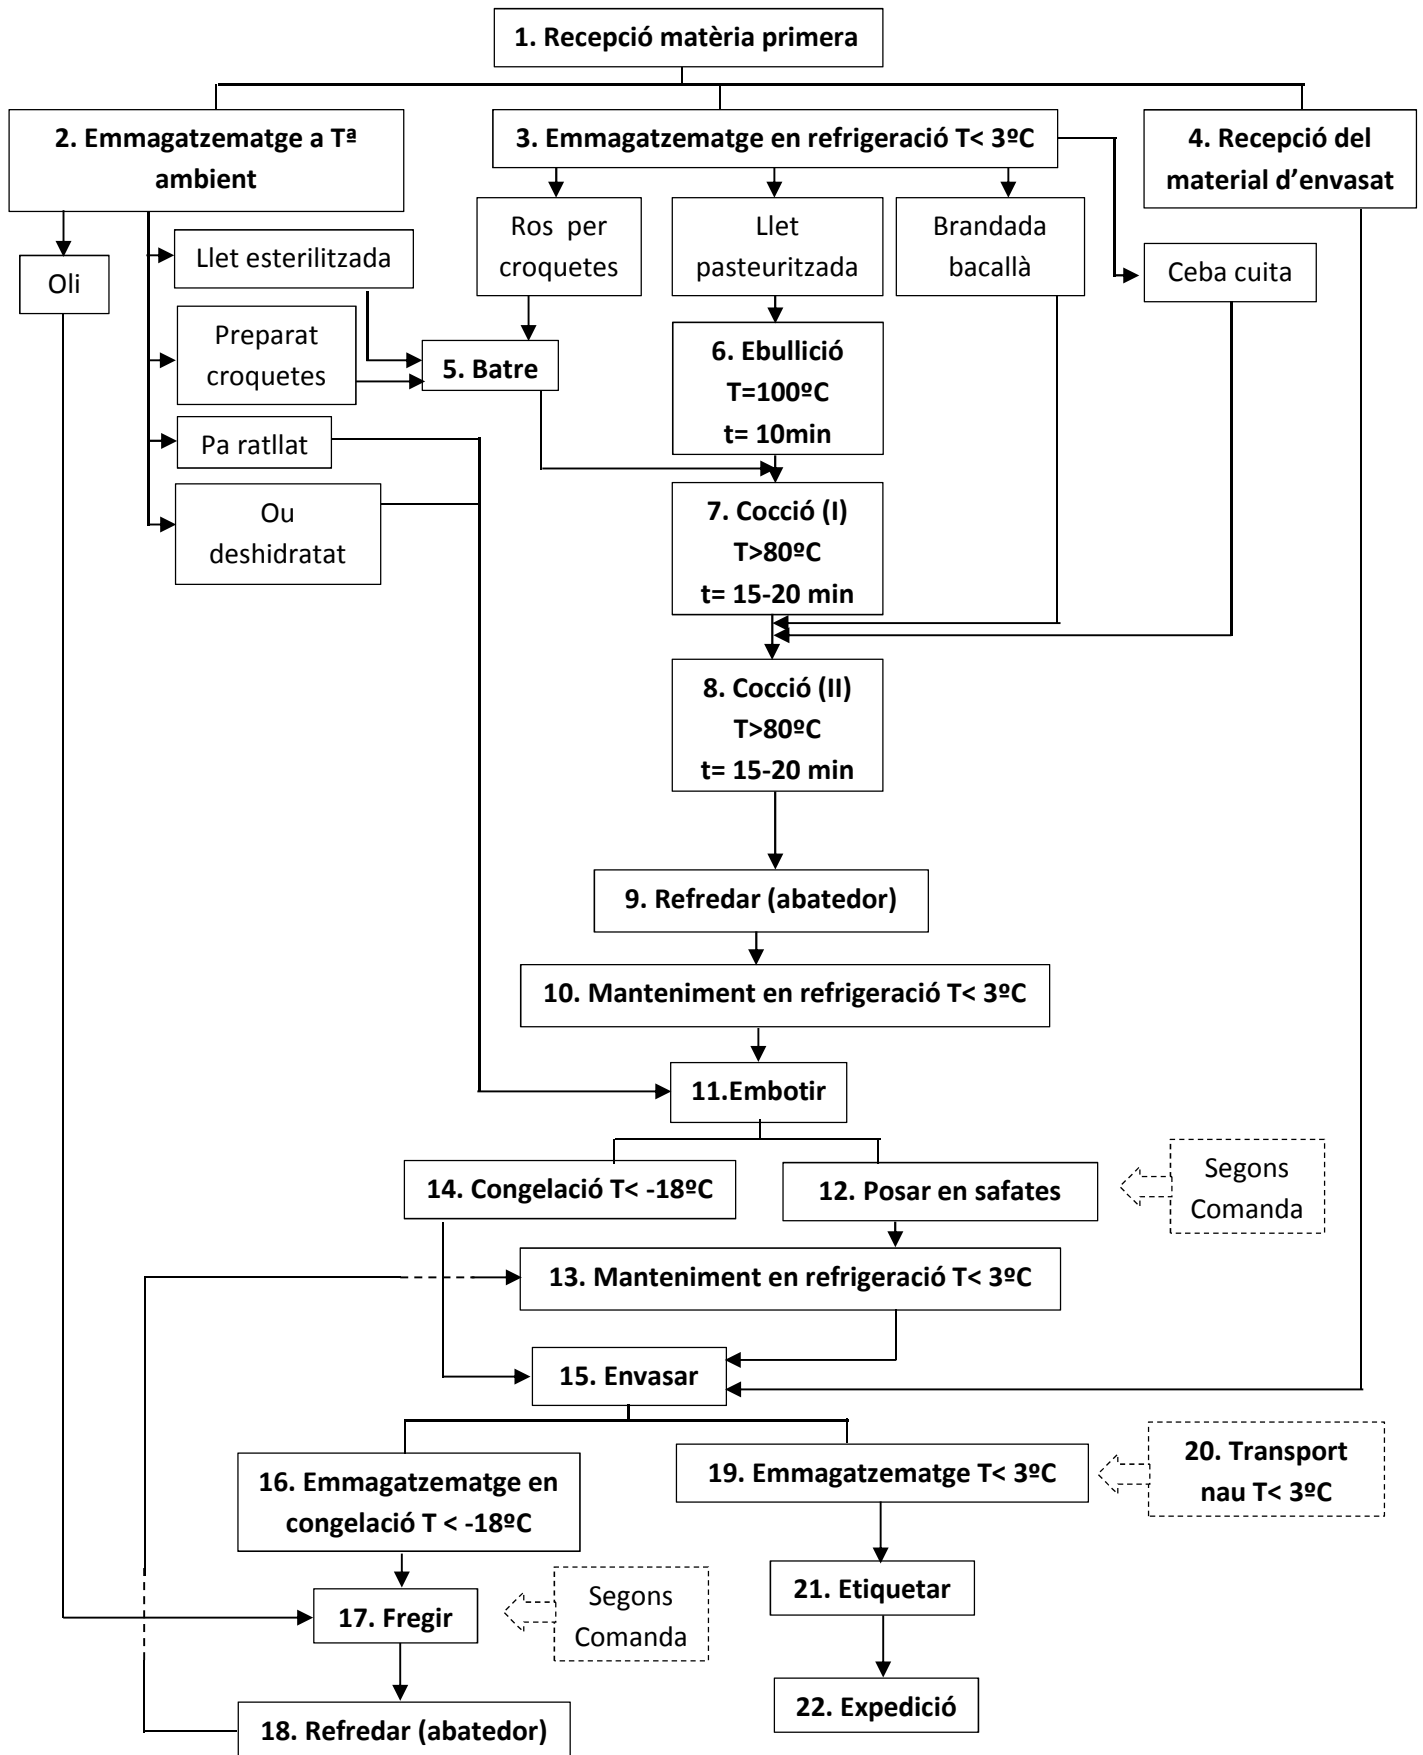 1. Recepció matèria primera
2. Emmagatzematge a Tª
ambient
3. Emmagatzematge en refrigeració T< 3ºC
4. Recepció del
material d’envasat
Oli
Llet esterilitzada
Ros per
croquetes
Llet
pasteuritzada
Brandada
bacallà
Ceba cuita
Preparat
croquetes
5. Batre
6. Ebullició
T=100ºC
t= 10min
Pa ratllat
Ou
deshidratat
7. Cocció (I)
T>80ºC
t= 15-20 min
8. Cocció (II)
T>80ºC
t= 15-20 min
9. Refredar (abatedor)
10. Manteniment en refrigeració T< 3ºC
11.Embotir
14. Congelació T< -18ºC
12. Posar en safates
Segons
Comanda
13. Manteniment en refrigeració T< 3ºC
15. Envasar
16. Emmagatzematge en
congelació T < -18ºC
19. Emmagatzematge T< 3ºC
20. Transport
nau T< 3ºC
17. Fregir
Segons
Comanda
21. Etiquetar
18. Refredar (abatedor)
22. Expedició